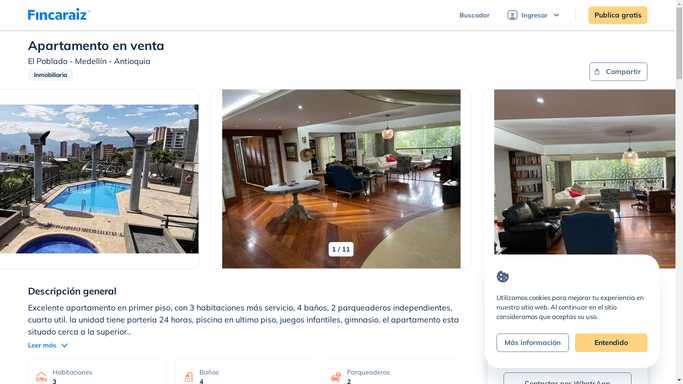 Fincaraiz
Buscador
Ingresar
Publica gratis
Apartamento en venta
El Poblado - Medellín - Antioquia
Inmobiliaria
Compartir
1 / 11
Descripción general
Excelente apartamento en primer piso, con 3 habitaciones más servicio, 4 baños, 2 parqueaderos independientes,
cuarto util. la unidad tiene porteria 24 horas, piscina en ultimo piso, juegos infantiles, gimnasio. el apartamento esta
situado cerca a la superior...
Leer más
Habitaciones
3
Baños
4
Parqueaderos
2
Utilizamos cookies para mejorar tu experiencia en
nuestro sitio web. Al continuar en el sitio
consideramos que aceptas su uso.
Más información
Entendido
Contactar por WhatsApp